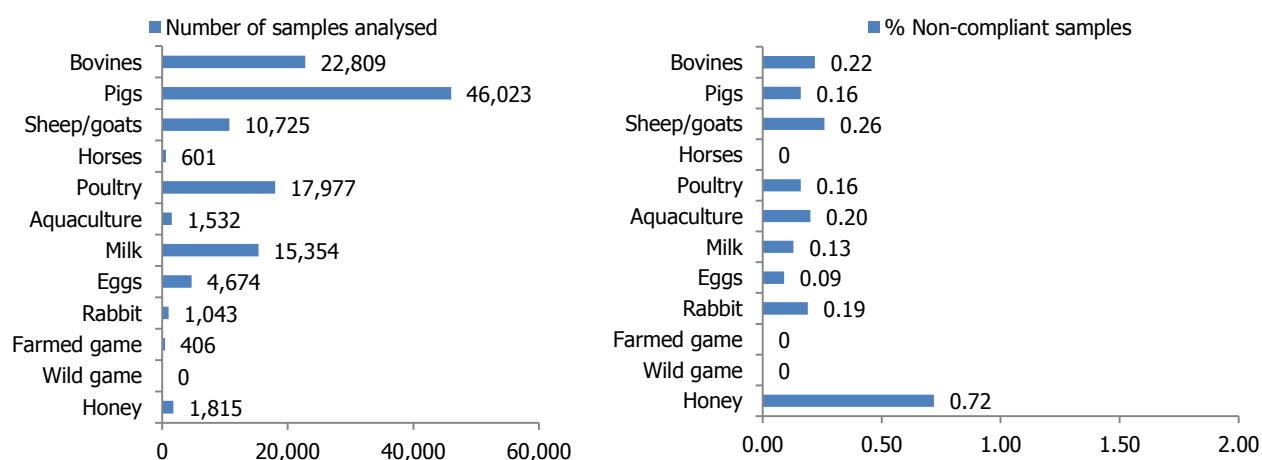 Number of samples analysed
Bovines 22,809
Pigs 46,023
Sheep/goats 10,725
Horses 601
Poultry 17,977
Aquaculture 1,532
Milk 15,354
Eggs 4,674
Rabbit 1,043
Farmed game 406
Wild game 0
Honey 1,815
0 20,000 40,000 60,000
% Non-compliant samples
Bovines 0.22
Pigs 0.16
Sheep/goats 0.26
Horses 0
Poultry 0.16
Aquaculture 0.20
Milk 0.13
Eggs 0.09
Rabbit 0.19
Farmed game 0
Wild game 0
Honey 0.72
0.00 0.50 1.00 1.50 2.00